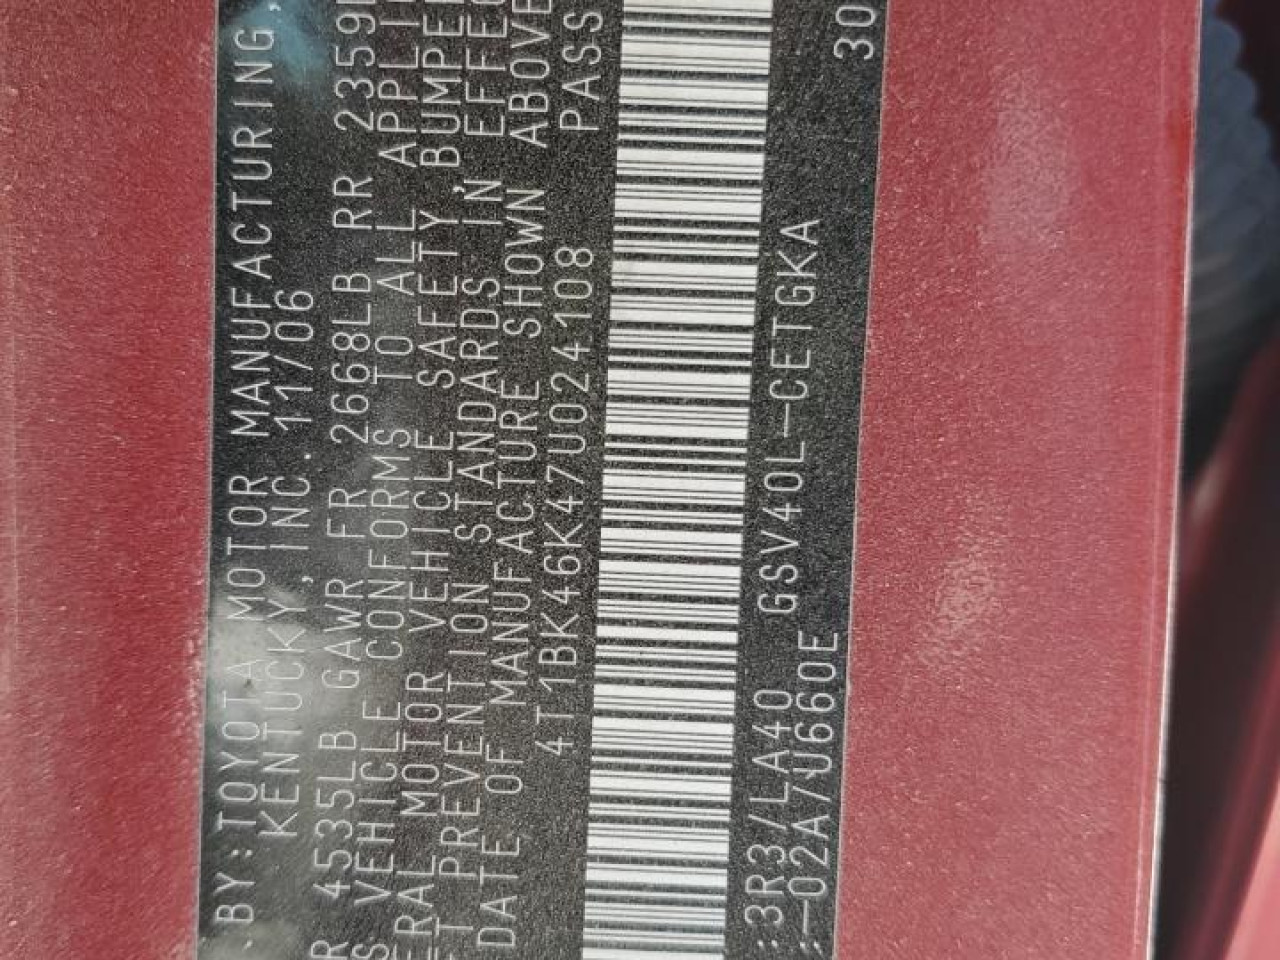 . BY:TOYOTA MOTOR MANUFACTURING,
KENTUCKY, INC. 11/06
R 4535LB GAWR FR 2668LB RR 2359
S VEHICLE CONFORMS TO ALL APPLI
ERAL MOTOR VEHICLE SAFETY, BUMPE
T PREVENTION STANDARDS IN EFFEC
DATE OF MANUFACTURE SHOWN ABOVE
4T1BK46K47U024108 PASS
:3R3/LA40 GSV40L-CETGKA 30
:-02A/U660E